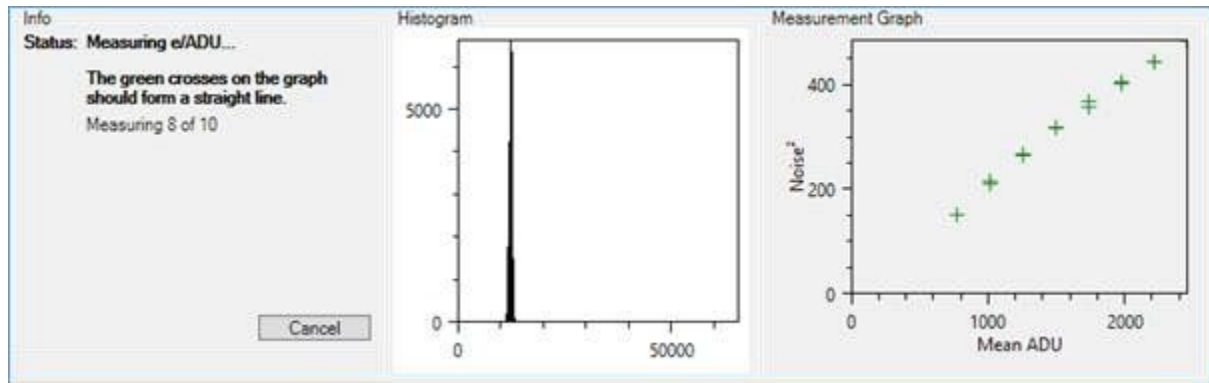 Info
Status: Measuring e/ADU...
The green crosses on the graph
should form a straight line.
Measuring 8 of 10
Cancel
Histogram
5000
0
0
50000
Measurement Graph
Noise²
400
200
0
0
1000
2000
Mean ADU